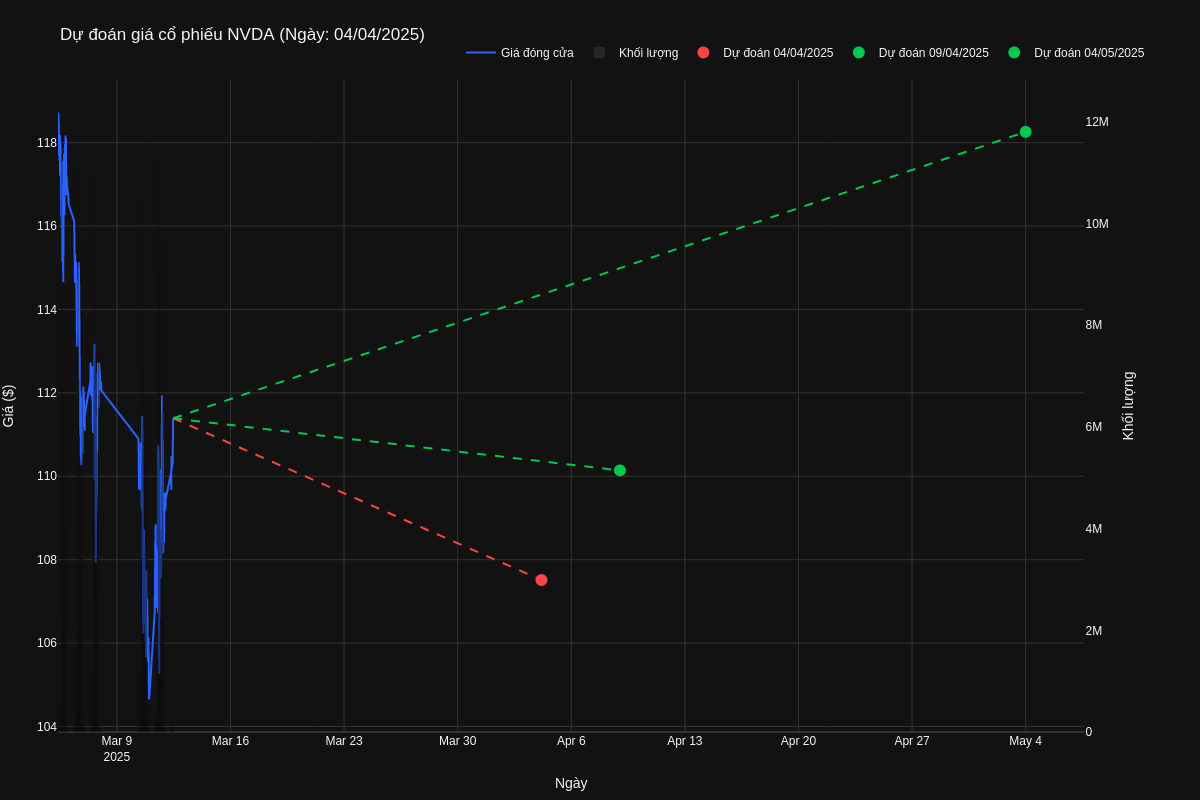 Dự đoán giá cổ phiếu NVDA (Ngày: 04/04/2025)
Giá đóng cửa
Khối lượng
Dự đoán 04/04/2025
Dự đoán 09/04/2025
Dự đoán 04/05/2025
118
116
114
112
110
108
106
104
Giá ($)
12M
10M
8M
6M
4M
2M
0
Khối lượng
Mar 9
2025
Mar 16
Mar 23
Mar 30
Apr 6
Apr 13
Apr 20
Apr 27
May 4
Ngày